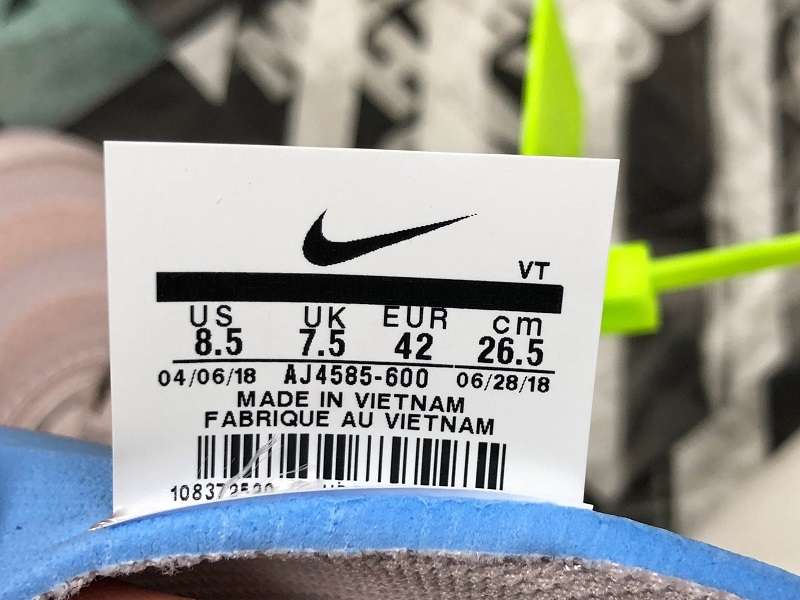 VT
US UK EUR cm
8.5 7.5 42 26.5
04/06/18 AJ4585-600 06/28/18
MADE IN VIETNAM
FABRIQUE AU VIETNAM